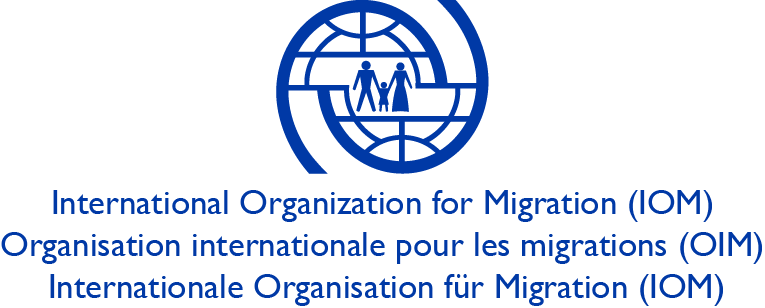 International Organization for Migration (IOM)
Organisation internationale pour les migrations (OIM)
Internationale Organisation für Migration (IOM)